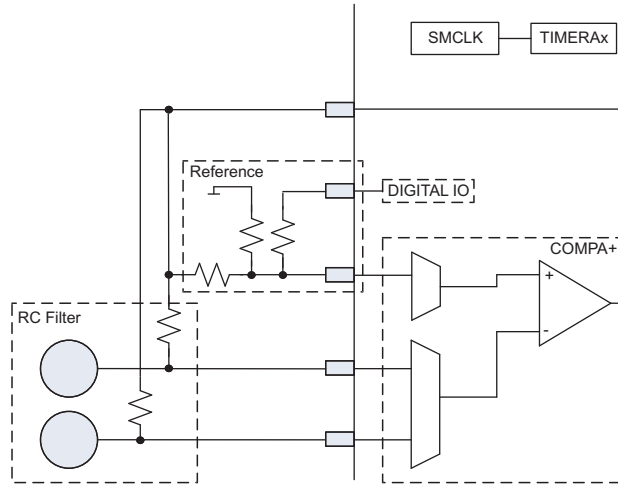 SMCLK
TIMERAx
Reference
DIGITAL IO
COMPA+
+
-
RC Filter